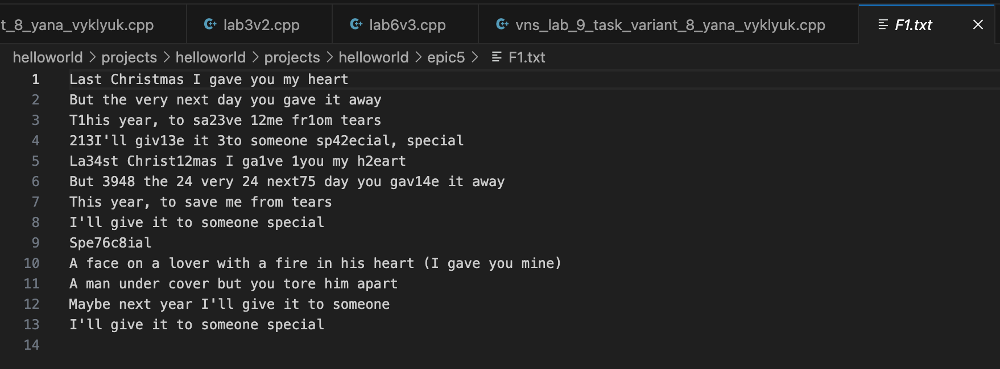 t_8_yana_vyklyuk.cpp lab3v2.cpp lab6v3.cpp vns_lab_9_task_variant_8_yana_vyklyuk.cpp F1.txt
helloworld > projects > helloworld > projects > helloworld > epic5 > F1.txt
1 Last Christmas I gave you my heart
2 But the very next day you gave it away
3 T1his year, to sa23ve 12me fr1om tears
4 213I'll giv13e it 3to someone sp42ecial, special
5 La34st Christ12mas I ga1ve 1you my h2eart
6 But 3948 the 24 very 24 next75 day you gav14e it away
7 This year, to save me from tears
8 I'll give it to someone special
9 Spe76c8ial
10 A face on a lover with a fire in his heart (I gave you mine)
11 A man under cover but you tore him apart
12 Maybe next year I'll give it to someone
13 I'll give it to someone special
14